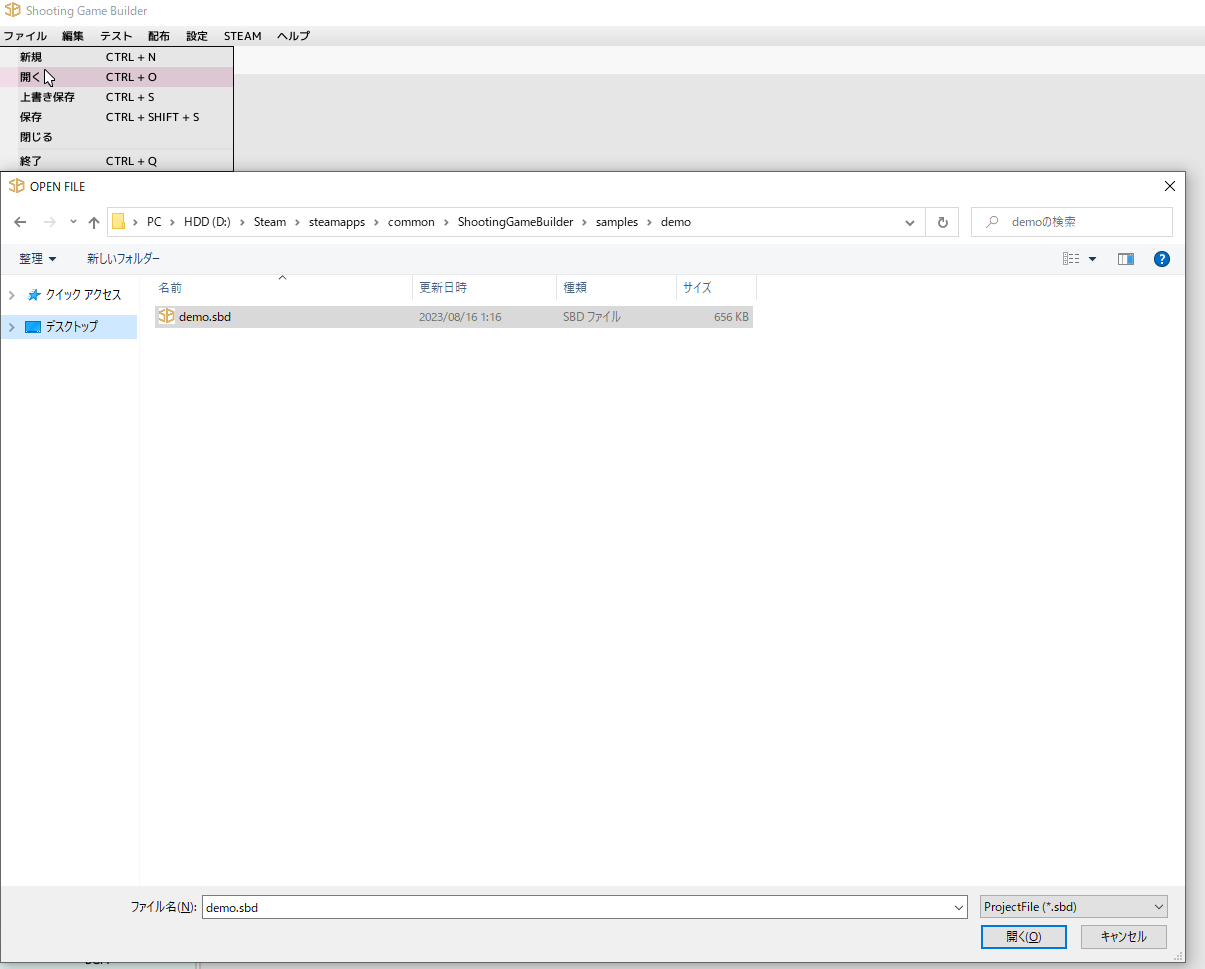 Shooting Game Builder
ファイル 編集 テスト 配布 設定 STEAM ヘルプ
新規 CTRL + N
開く CTRL + O
上書き保存 CTRL + S
保存 CTRL + SHIFT + S
閉じる
終了 CTRL + Q
OPEN FILE
PC > HDD (D:) > Steam > steamapps > common > ShootingGameBuilder > samples > demo
demoの検索
整理 新しいフォルダー
クイック アクセス
デスクトップ
名前 更新日時 種類 サイズ
demo.sbd 2023/08/16 1:16 SBD ファイル 656 KB
ファイル名(N): demo.sbd
ProjectFile (*.sbd)
開く(O) キャンセル